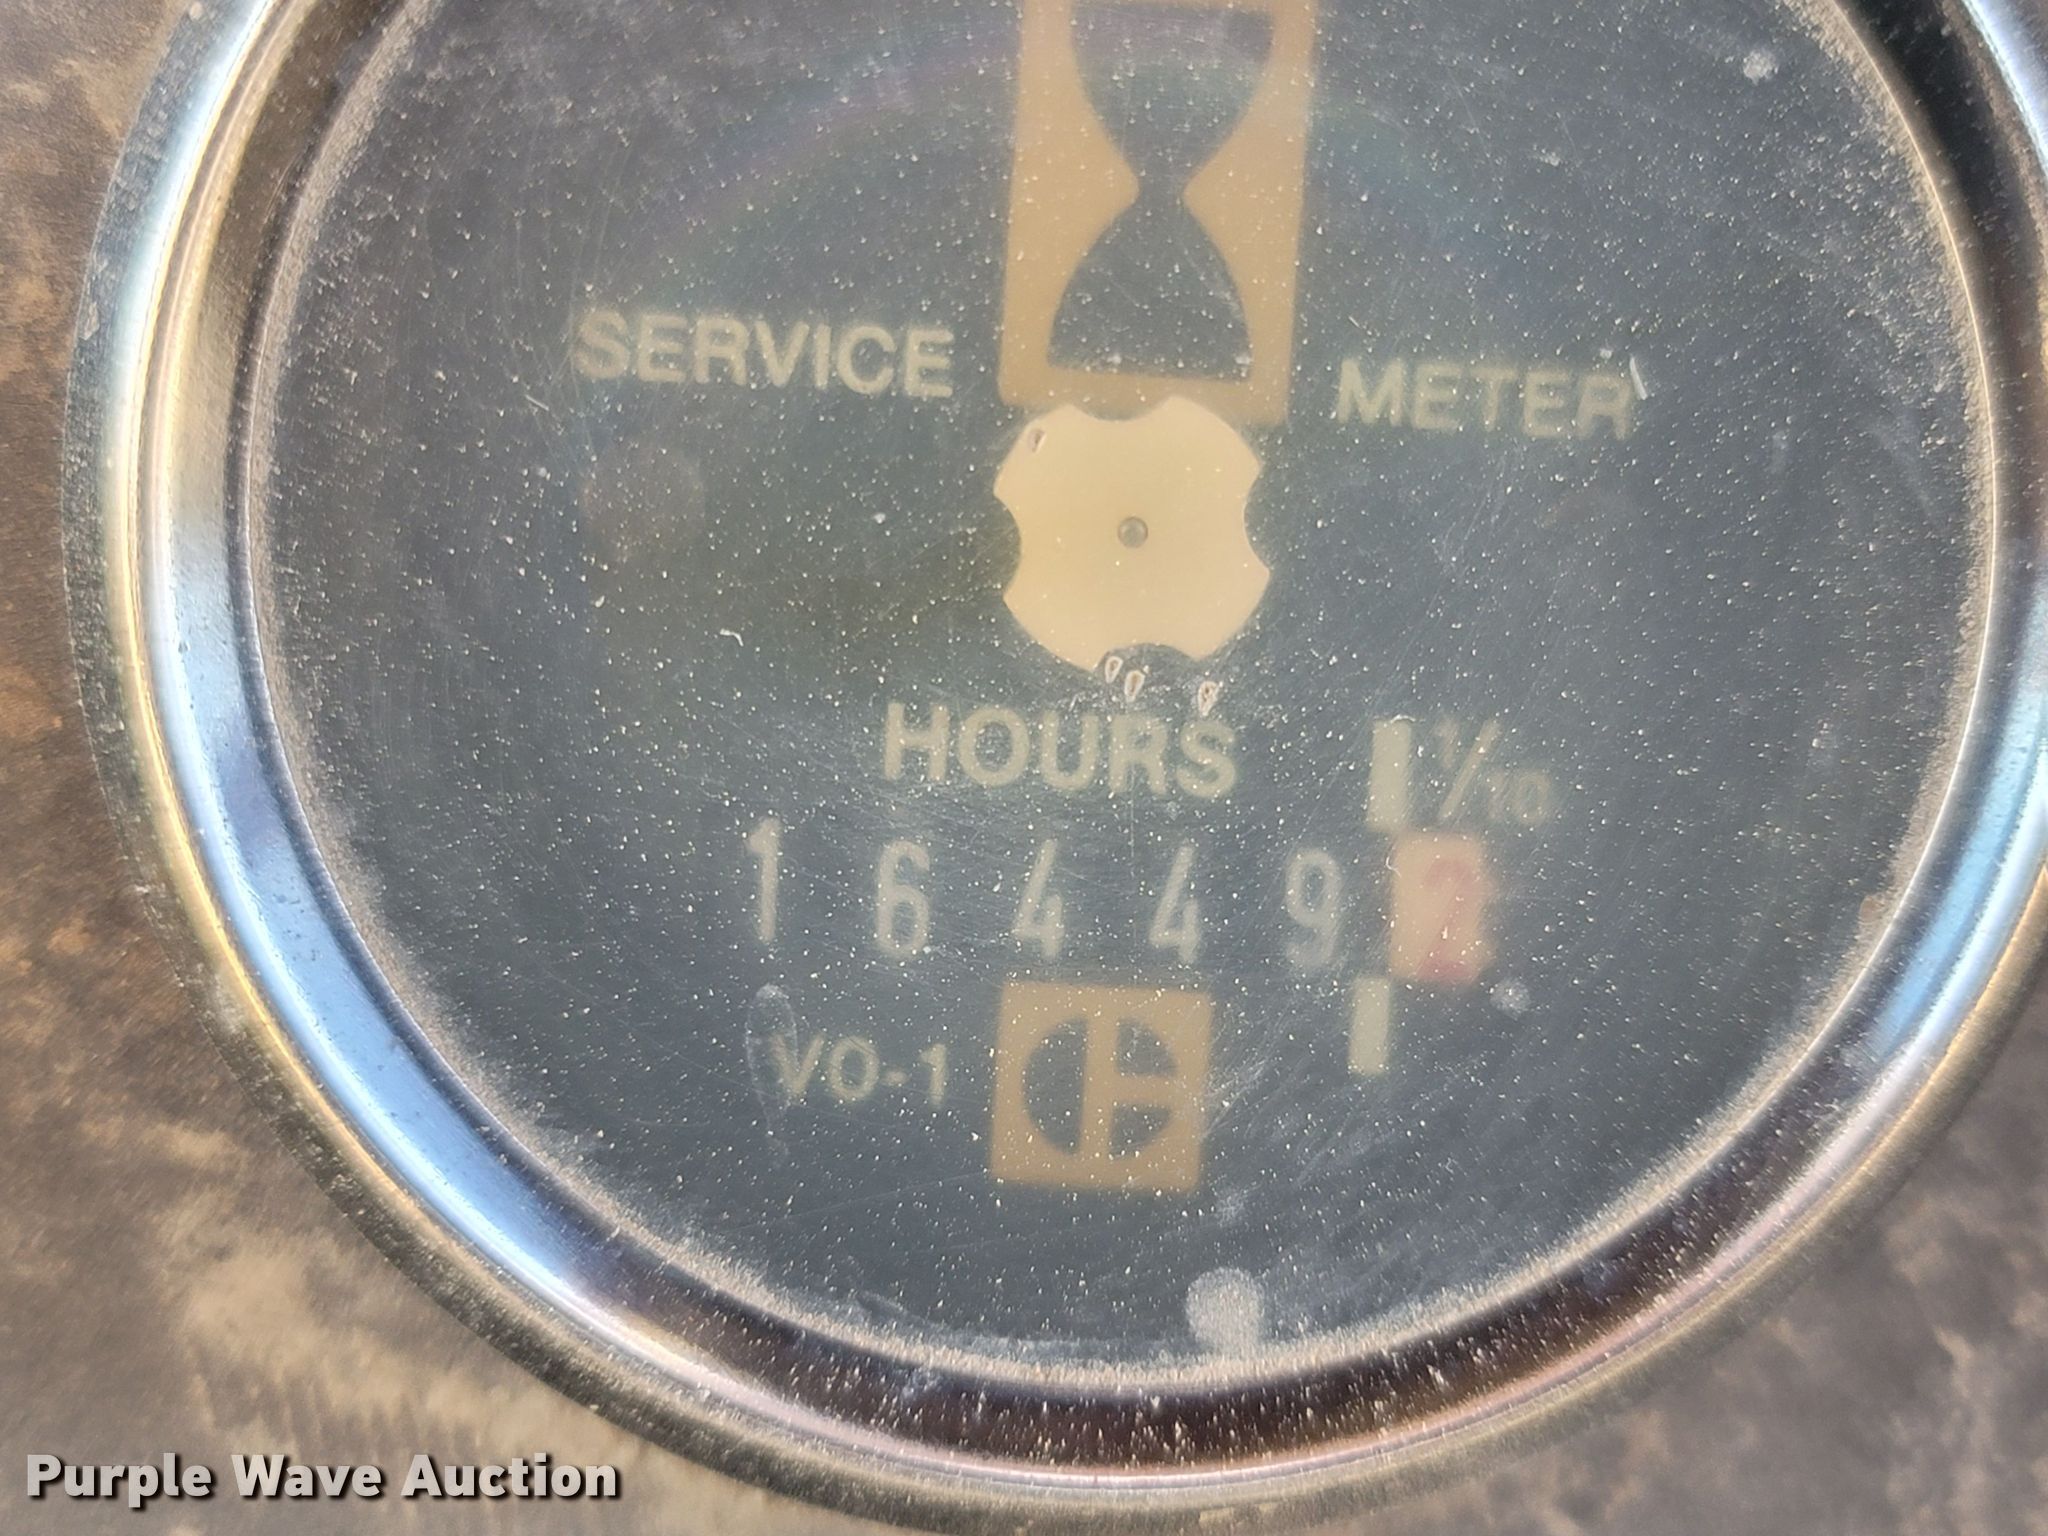 SERVICE METER
HOURS
1/10
1 6 4 4 9 2
VO-1
Purple Wave Auction